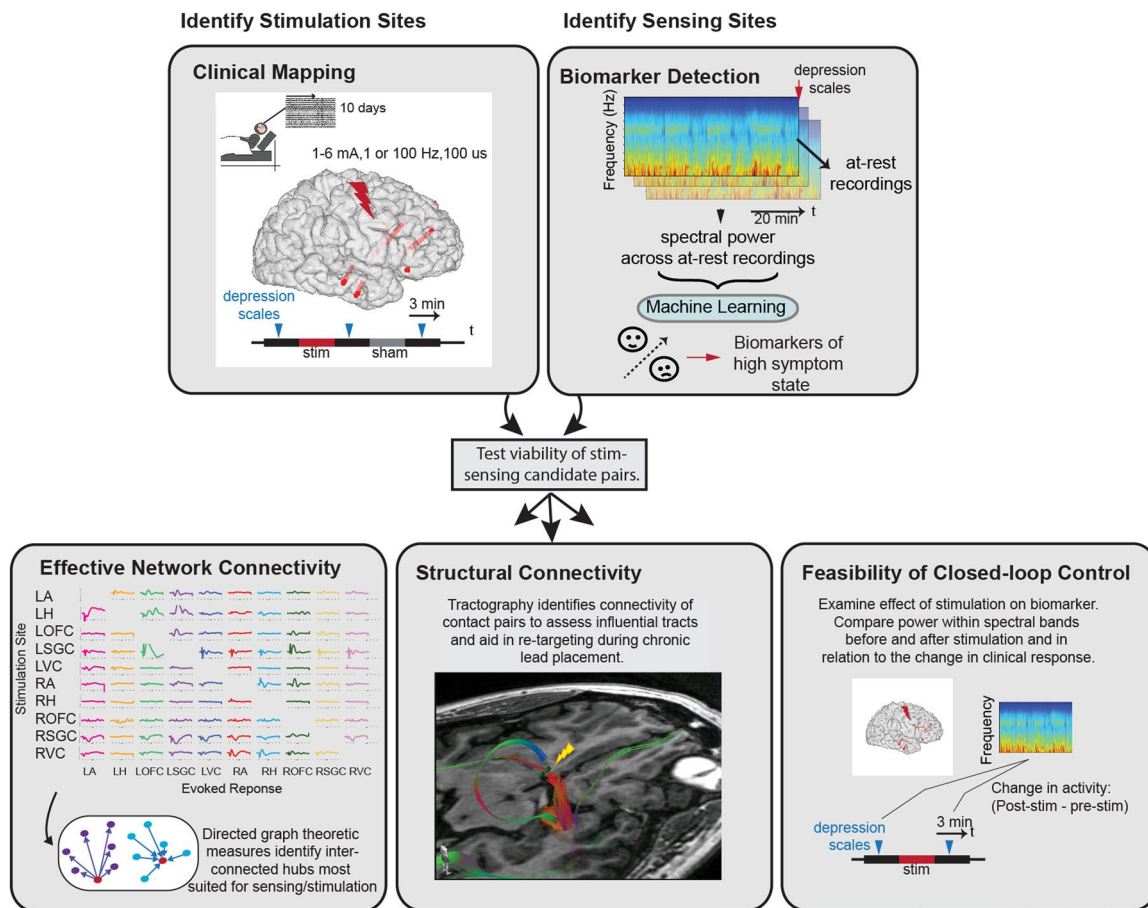 Identify Stimulation Sites
Identify Sensing Sites
Clinical Mapping
10 days
1-6 mA,1 or 100 Hz,100 us
depression
scales
3 min
t
stim
sham
Biomarker Detection
depression
scales
Frequency (Hz)
at-rest
recordings
20 min
t
spectral power
across at-rest recordings
Machine Learning
Biomarkers of
high symptom
state
Test viability of stim-
sensing candidate pairs.
Effective Network Connectivity
Stimulation Site
LA
LH
LOFC
LSGC
LVC
RA
RH
ROFC
RSGC
RVC
LA LH LOFC LSGC LVC RA RH ROFC RSGC RVC
Evoked Reponse
Directed graph theoretic
measures identify inter-
connected hubs most
suited for sensing/stimulation
Structural Connectivity
Tractography identifies connectivity of
contact pairs to assess influential tracts
and aid in re-targeting during chronic
lead placement.
Feasibility of Closed-loop Control
Examine effect of stimulation on biomarker.
Compare power within spectral bands
before and after stimulation and in
relation to the change in clinical response.
Frequency
Change in activity:
(Post-stim - pre-stim)
depression
scales
3 min
t
stim